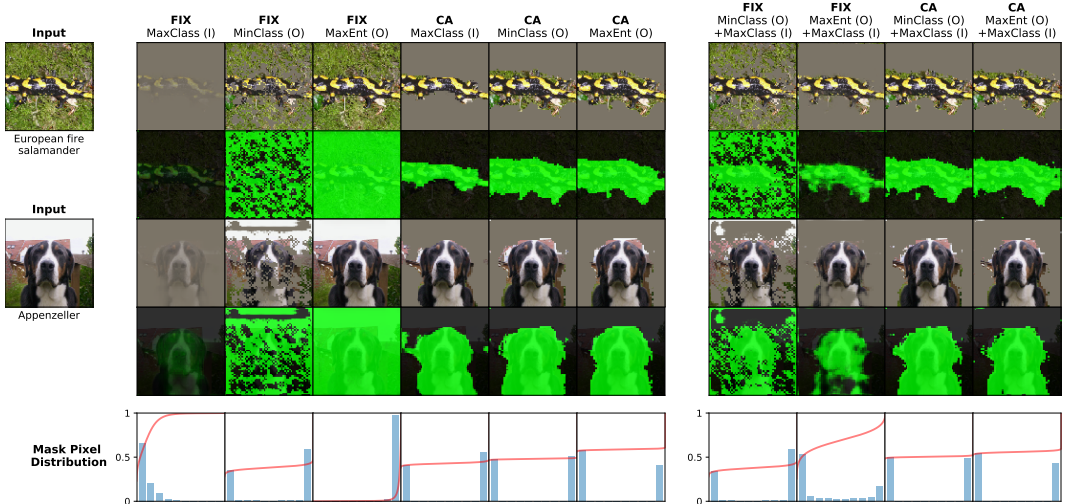 FIX FIX FIX CA CA CA FIX FIX CA CA
MinClass (O) MaxEnt (O) MinClass (O) MaxEnt (O)
Input MaxClass (I) MinClass (O) MaxEnt (O) MaxClass (I) MinClass (O) MaxEnt (O) +MaxClass (I) +MaxClass (I) +MaxClass (I) +MaxClass (I)
European fire
salamander
Input
Appenzeller
1 1
Mask Pixel
Distribution
0.5 0.5
0 0